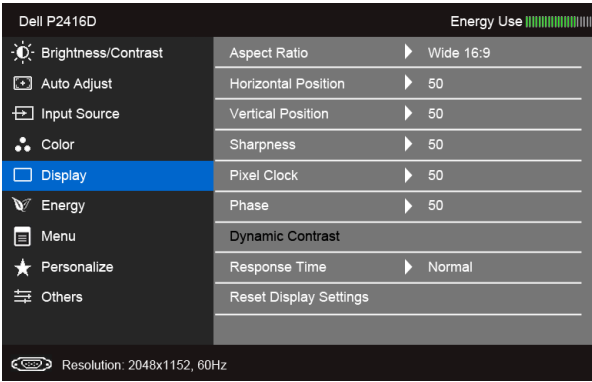 Dell P2416D Energy Use
Brightness/Contrast Aspect Ratio Wide 16:9
Auto Adjust Horizontal Position 50
Input Source Vertical Position 50
Color Sharpness 50
Display Pixel Clock 50
Energy Phase 50
Menu Dynamic Contrast
Personalize Response Time Normal
Others Reset Display Settings
Resolution: 2048x1152, 60Hz